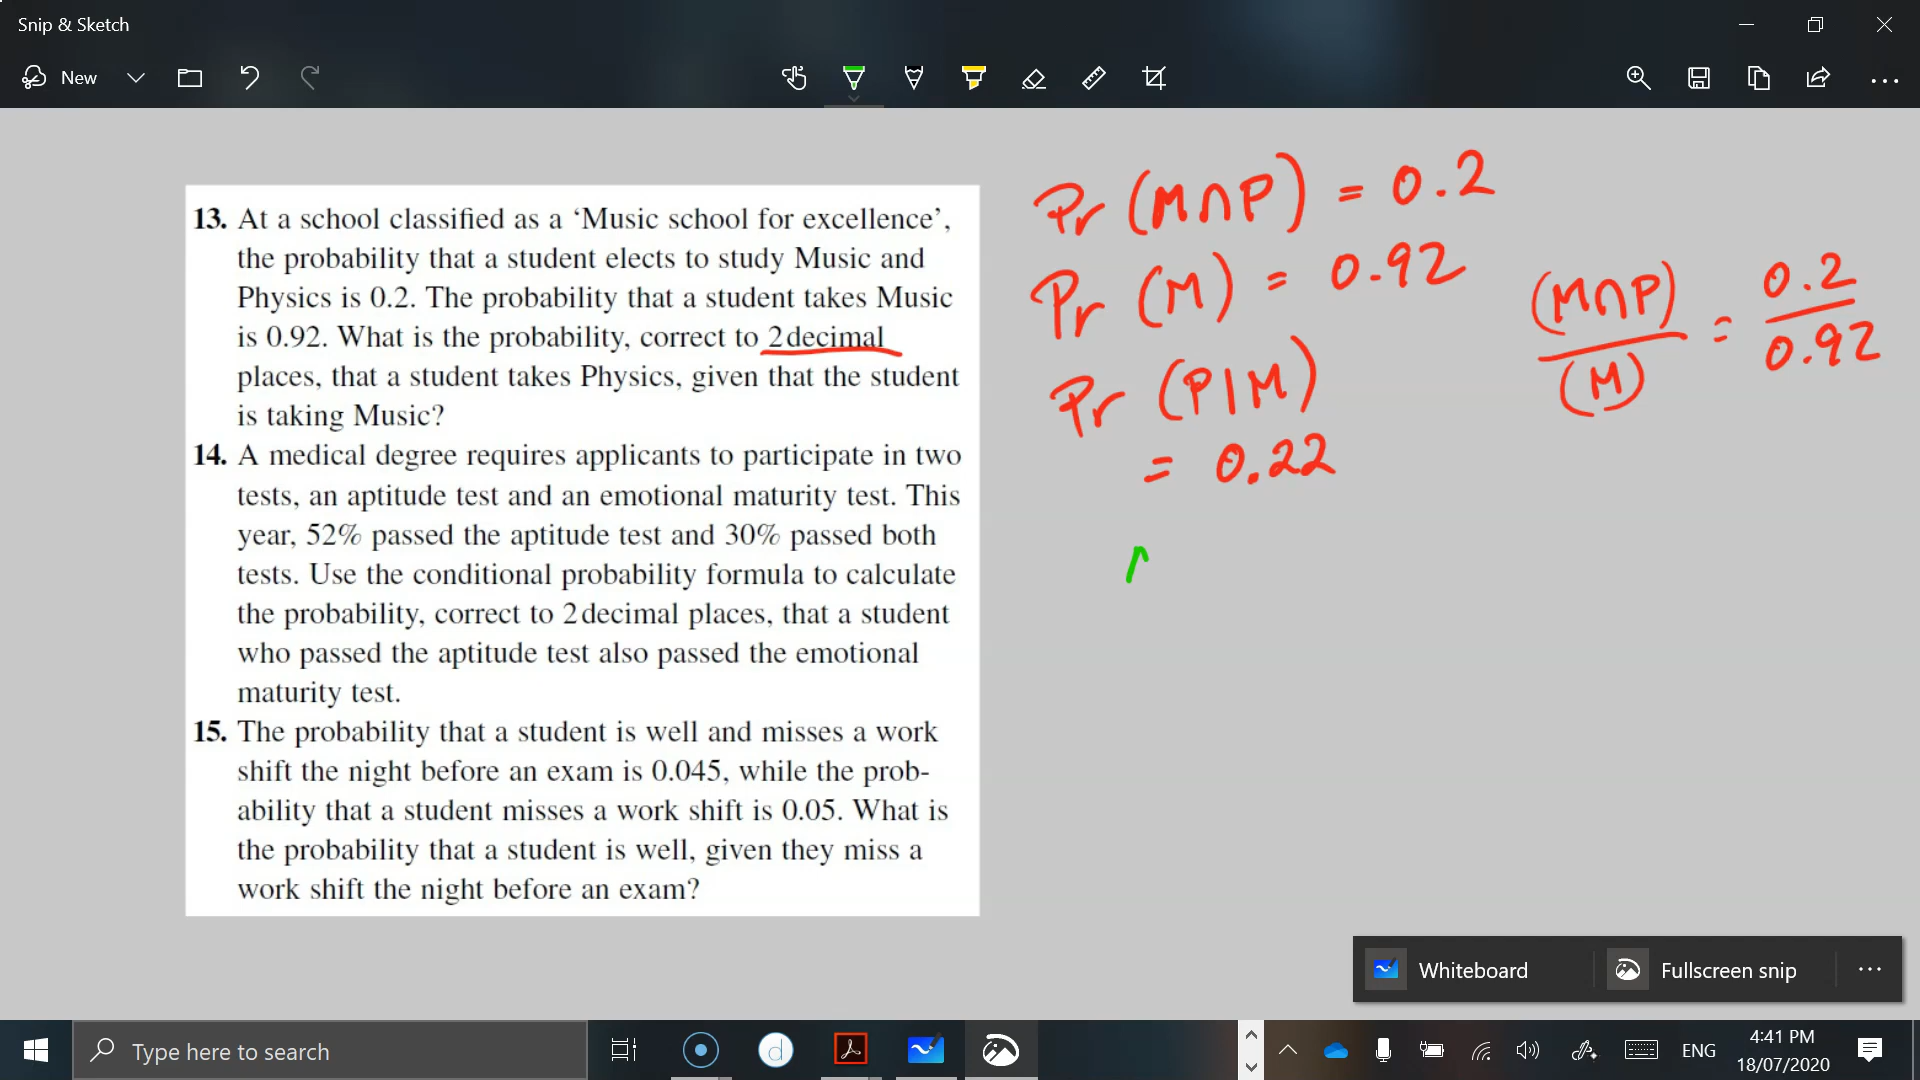 Snip & Sketch
New
13. At a school classified as a ‘Music school for excellence’,
the probability that a student elects to study Music and
Physics is 0.2. The probability that a student takes Music
is 0.92. What is the probability, correct to 2 decimal
places, that a student takes Physics, given that the student
is taking Music?
14. A medical degree requires applicants to participate in two
tests, an aptitude test and an emotional maturity test. This
year, 52% passed the aptitude test and 30% passed both
tests. Use the conditional probability formula to calculate
the probability, correct to 2 decimal places, that a student
who passed the aptitude test also passed the emotional
maturity test.
15. The probability that a student is well and misses a work
shift the night before an exam is 0.045, while the prob-
ability that a student misses a work shift is 0.05. What is
the probability that a student is well, given they miss a
work shift the night before an exam?
Pr (M∩P) = 0.2
Pr (M) = 0.92
Pr (P|M)
= 0.22
(M∩P)
(M)
=
0.2
0.92
Whiteboard
Fullscreen snip
Type here to search
ENG
4:41 PM
18/07/2020